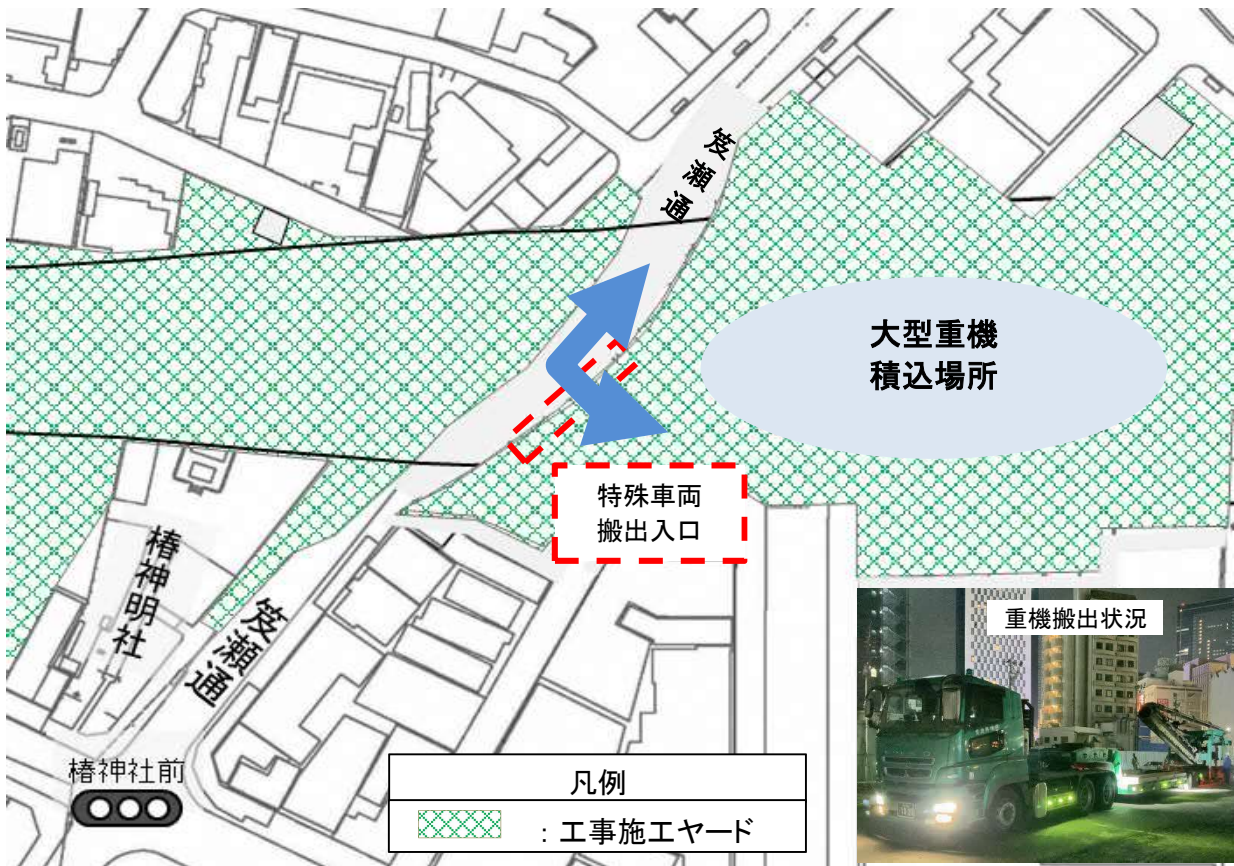 笈瀬通
大型重機
積込場所
特殊車両
搬出入口
椿神明社
笈瀬通
重機搬出状況
椿神社前
凡例
：工事施工ヤード